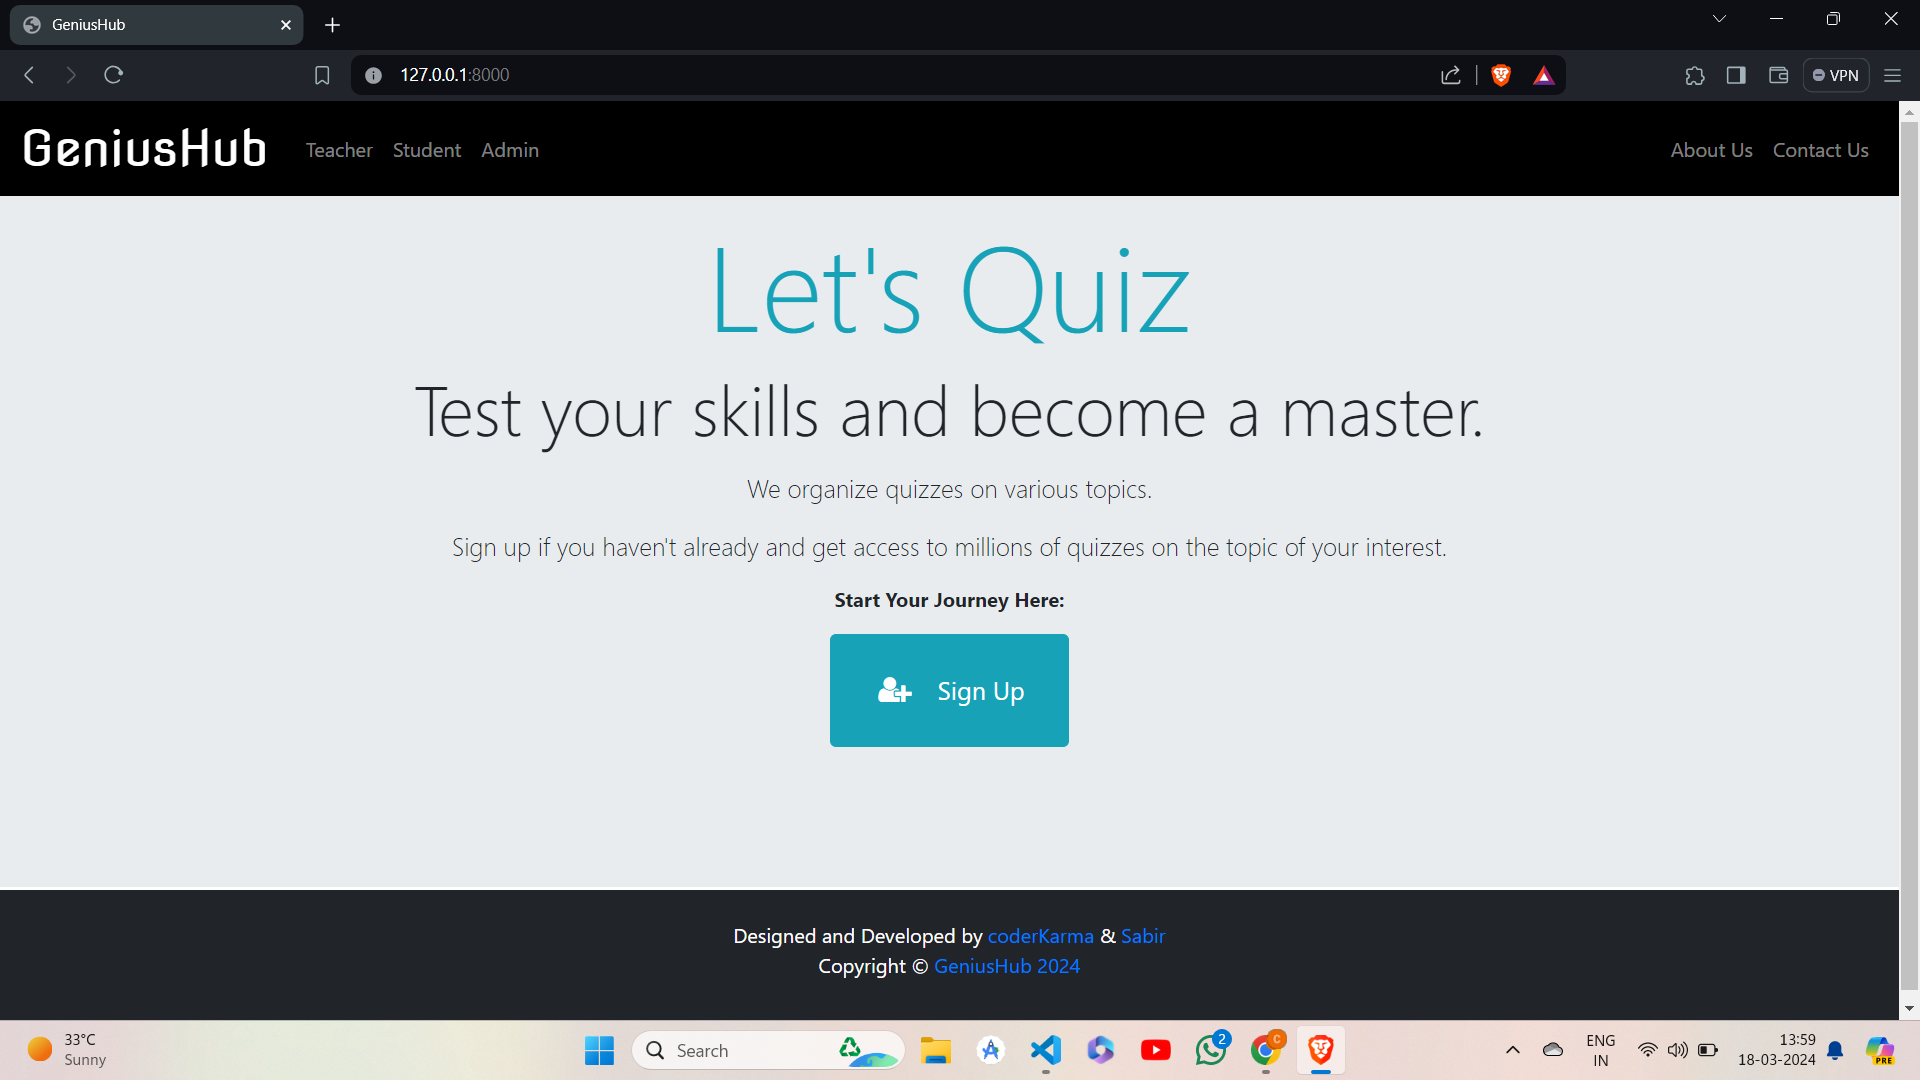 GeniusHub
127.0.0.1:8000
VPN
GeniusHub
Teacher Student Admin
About Us Contact Us
Let's Quiz
Test your skills and become a master.
We organize quizzes on various topics.
Sign up if you haven't already and get access to millions of quizzes on the topic of your interest.
Start Your Journey Here:
Sign Up
Designed and Developed by coderKarma & Sabir
Copyright © GeniusHub 2024
33°C
Sunny
Search
2
C
ENG
IN
13:59
18-03-2024
PRE